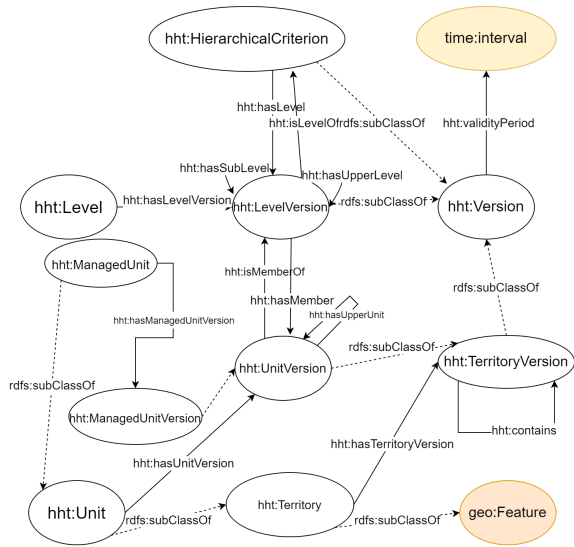 hht:HierarchicalCriterion
time:interval
hht:hasLevel
hht:isLevelOf
rdfs:subClassOf
hht:validityPeriod
hht:hasSubLevel
hht:hasUpperLevel
hht:Level
hht:hasLevelVersion
hht:LevelVersion
rdfs:subClassOf
hht:Version
hht:ManagedUnit
hht:isMemberOf
rdfs:subClassOf
hht:hasMember
hht:hasManagedUnitVersion
hht:hasUpperUnit
rdfs:subClassOf
hht:UnitVersion
hht:TerritoryVersion
rdfs:subClassOf
hht:ManagedUnitVersion
hht:contains
hht:hasTerritoryVersion
hht:hasUnitVersion
hht:Unit
rdfs:subClassOf
hht:Territory
rdfs:subClassOf
geo:Feature